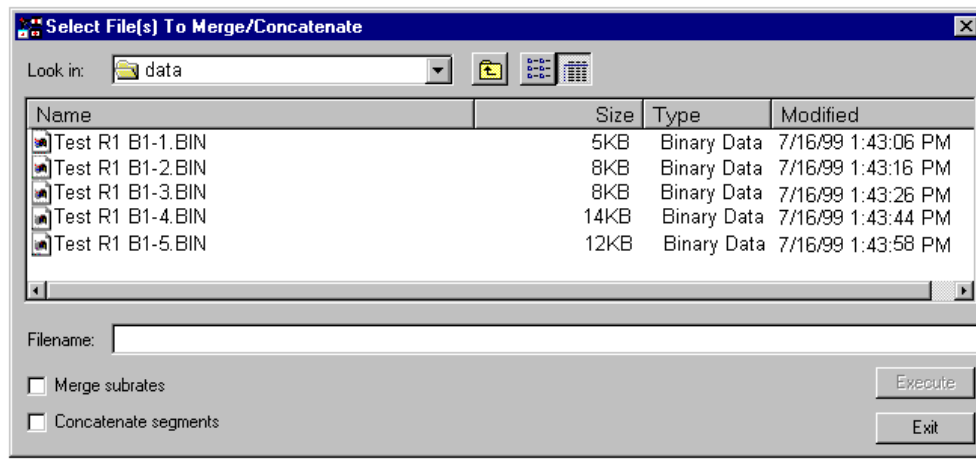 Select File(s) To Merge/Concatenate
Look in: data
Name Size Type Modified
Test R1 B1-1.BIN 5KB Binary Data 7/16/99 1:43:06 PM
Test R1 B1-2.BIN 8KB Binary Data 7/16/99 1:43:16 PM
Test R1 B1-3.BIN 8KB Binary Data 7/16/99 1:43:26 PM
Test R1 B1-4.BIN 14KB Binary Data 7/16/99 1:43:44 PM
Test R1 B1-5.BIN 12KB Binary Data 7/16/99 1:43:58 PM
Filename:
Merge subrates
Execute
Concatenate segments
Exit